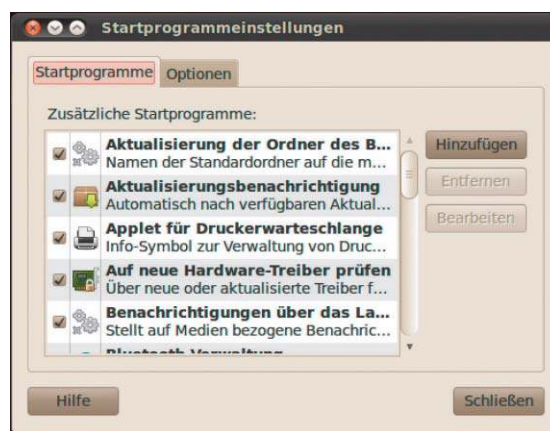 Startprogrammeinstellungen
Startprogramme Optionen
Zusätzliche Startprogramme:
Aktualisierung der Ordner des B...
Namen der Standardordner auf die m...
Aktualisierungsbenachrichtigung
Automatisch nach verfügbaren Aktual...
Applet für Druckerwarteschlange
Info-Symbol zur Verwaltung von Druc...
Auf neue Hardware-Treiber prüfen
Über neue oder aktualisierte Treiber f...
Benachrichtigungen über das La...
Stellt auf Medien bezogene Benachric...
Bluetooth-Verwaltung
Hinzufügen
Entfernen
Bearbeiten
Hilfe
Schließen